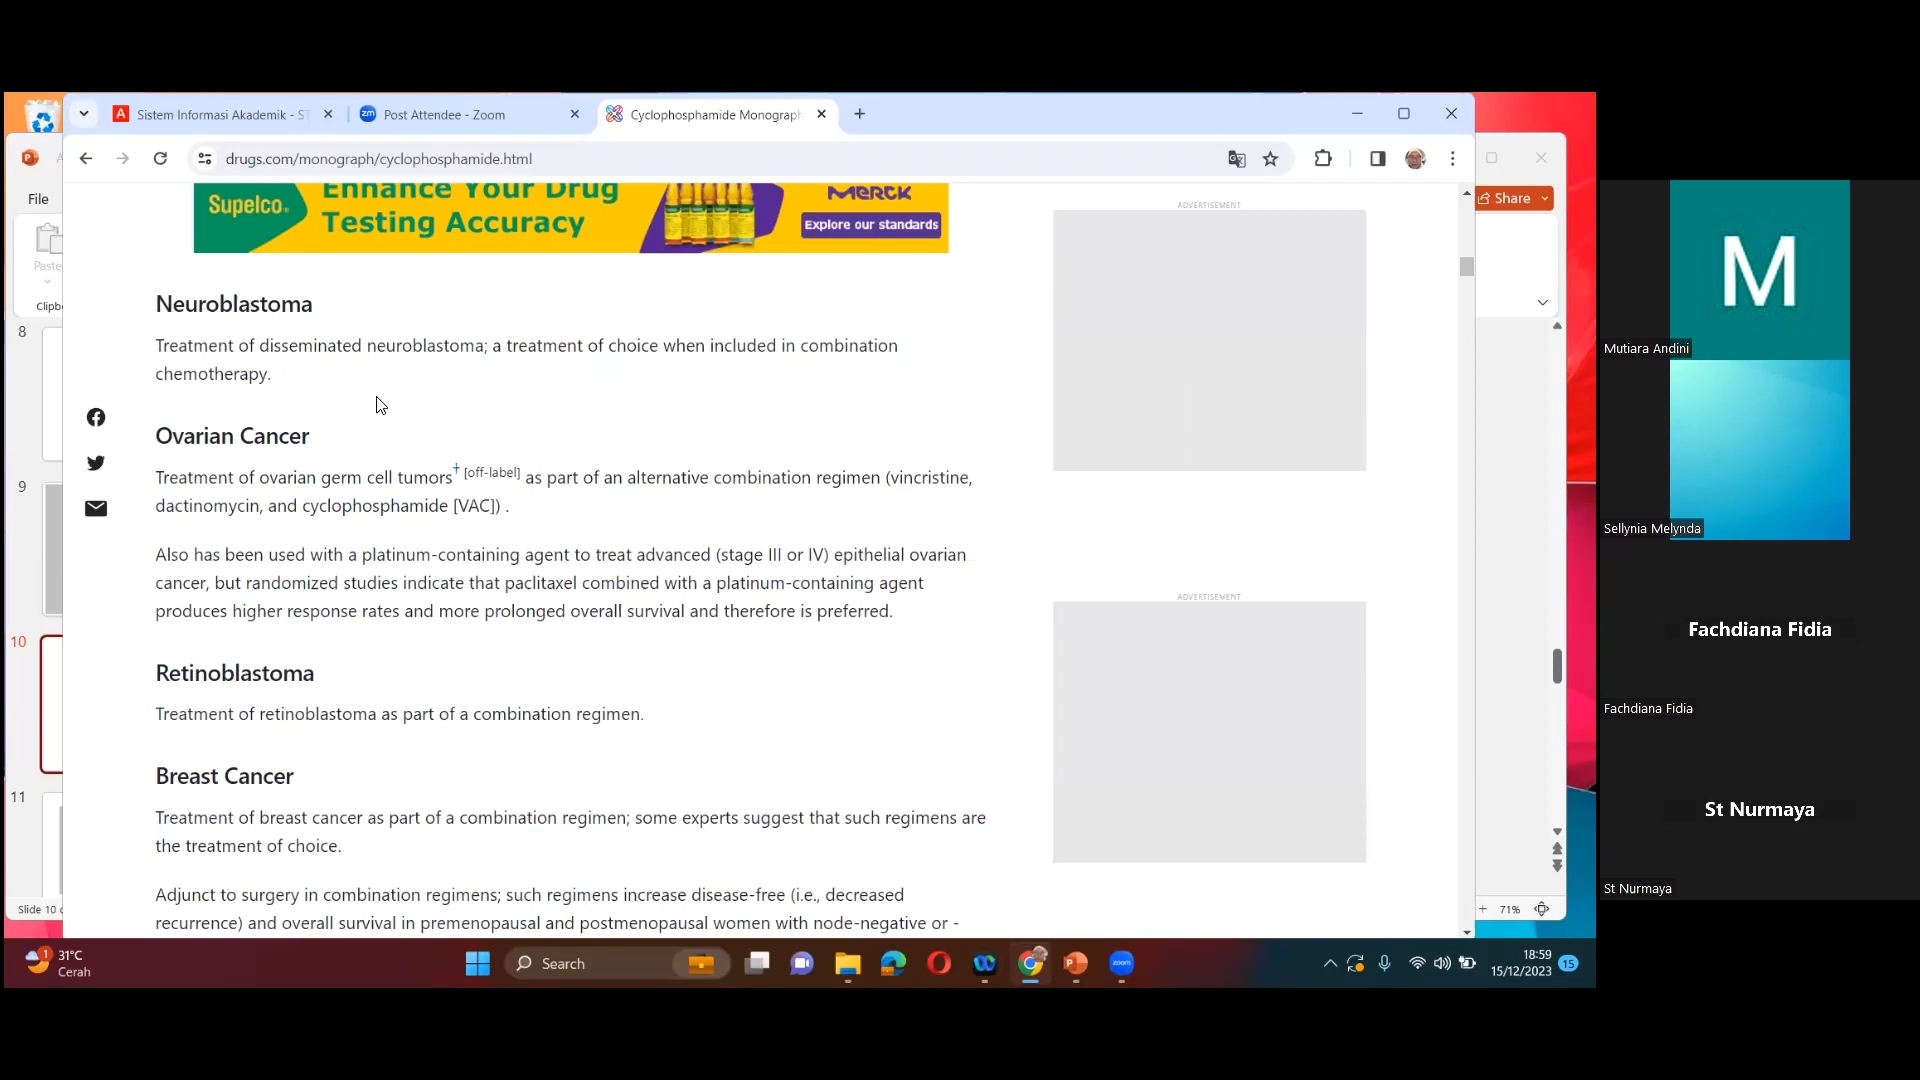 Sistem Informasi Akademik - ST
Post Attendee - Zoom
Cyclophosphamide Monograph
drugs.com/monograph/cyclophosphamide.html
File
Share
Paste
Clipb
8
9
10
11
Slide 10
71%
Supelco.
Enhance Your Drug
Testing Accuracy
MERCK
Explore our standards
ADVERTISEMENT
Neuroblastoma
Treatment of disseminated neuroblastoma; a treatment of choice when included in combination
chemotherapy.
Ovarian Cancer
Treatment of ovarian germ cell tumors† [off-label] as part of an alternative combination regimen (vincristine,
dactinomycin, and cyclophosphamide [VAC]) .
Also has been used with a platinum-containing agent to treat advanced (stage III or IV) epithelial ovarian
cancer, but randomized studies indicate that paclitaxel combined with a platinum-containing agent
produces higher response rates and more prolonged overall survival and therefore is preferred.
ADVERTISEMENT
Retinoblastoma
Treatment of retinoblastoma as part of a combination regimen.
Breast Cancer
Treatment of breast cancer as part of a combination regimen; some experts suggest that such regimens are
the treatment of choice.
Adjunct to surgery in combination regimens; such regimens increase disease-free (i.e., decreased
recurrence) and overall survival in premenopausal and postmenopausal women with node-negative or -
1
31°C
Cerah
Search
zoom
18:59
15/12/2023
15
M
Mutiara Andini
Sellynia Melynda
Fachdiana Fidia
Fachdiana Fidia
St Nurmaya
St Nurmaya